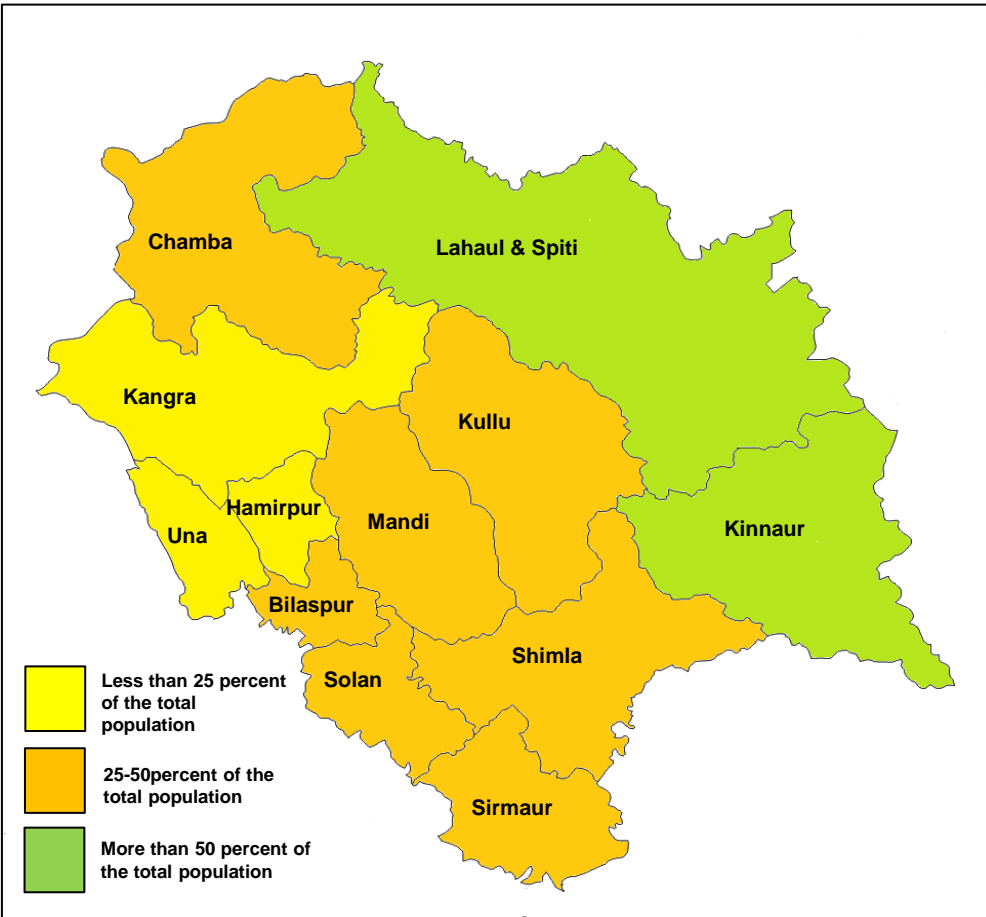 Chamba
Lahaul & Spiti
Kangra
Kullu
Hamirpur
Una
Mandi
Kinnaur
Bilaspur
Shimla
Solan
Sirmaur
Less than 25 percent
of the total
population
25-50percent of the
total population
More than 50 percent of
the total population